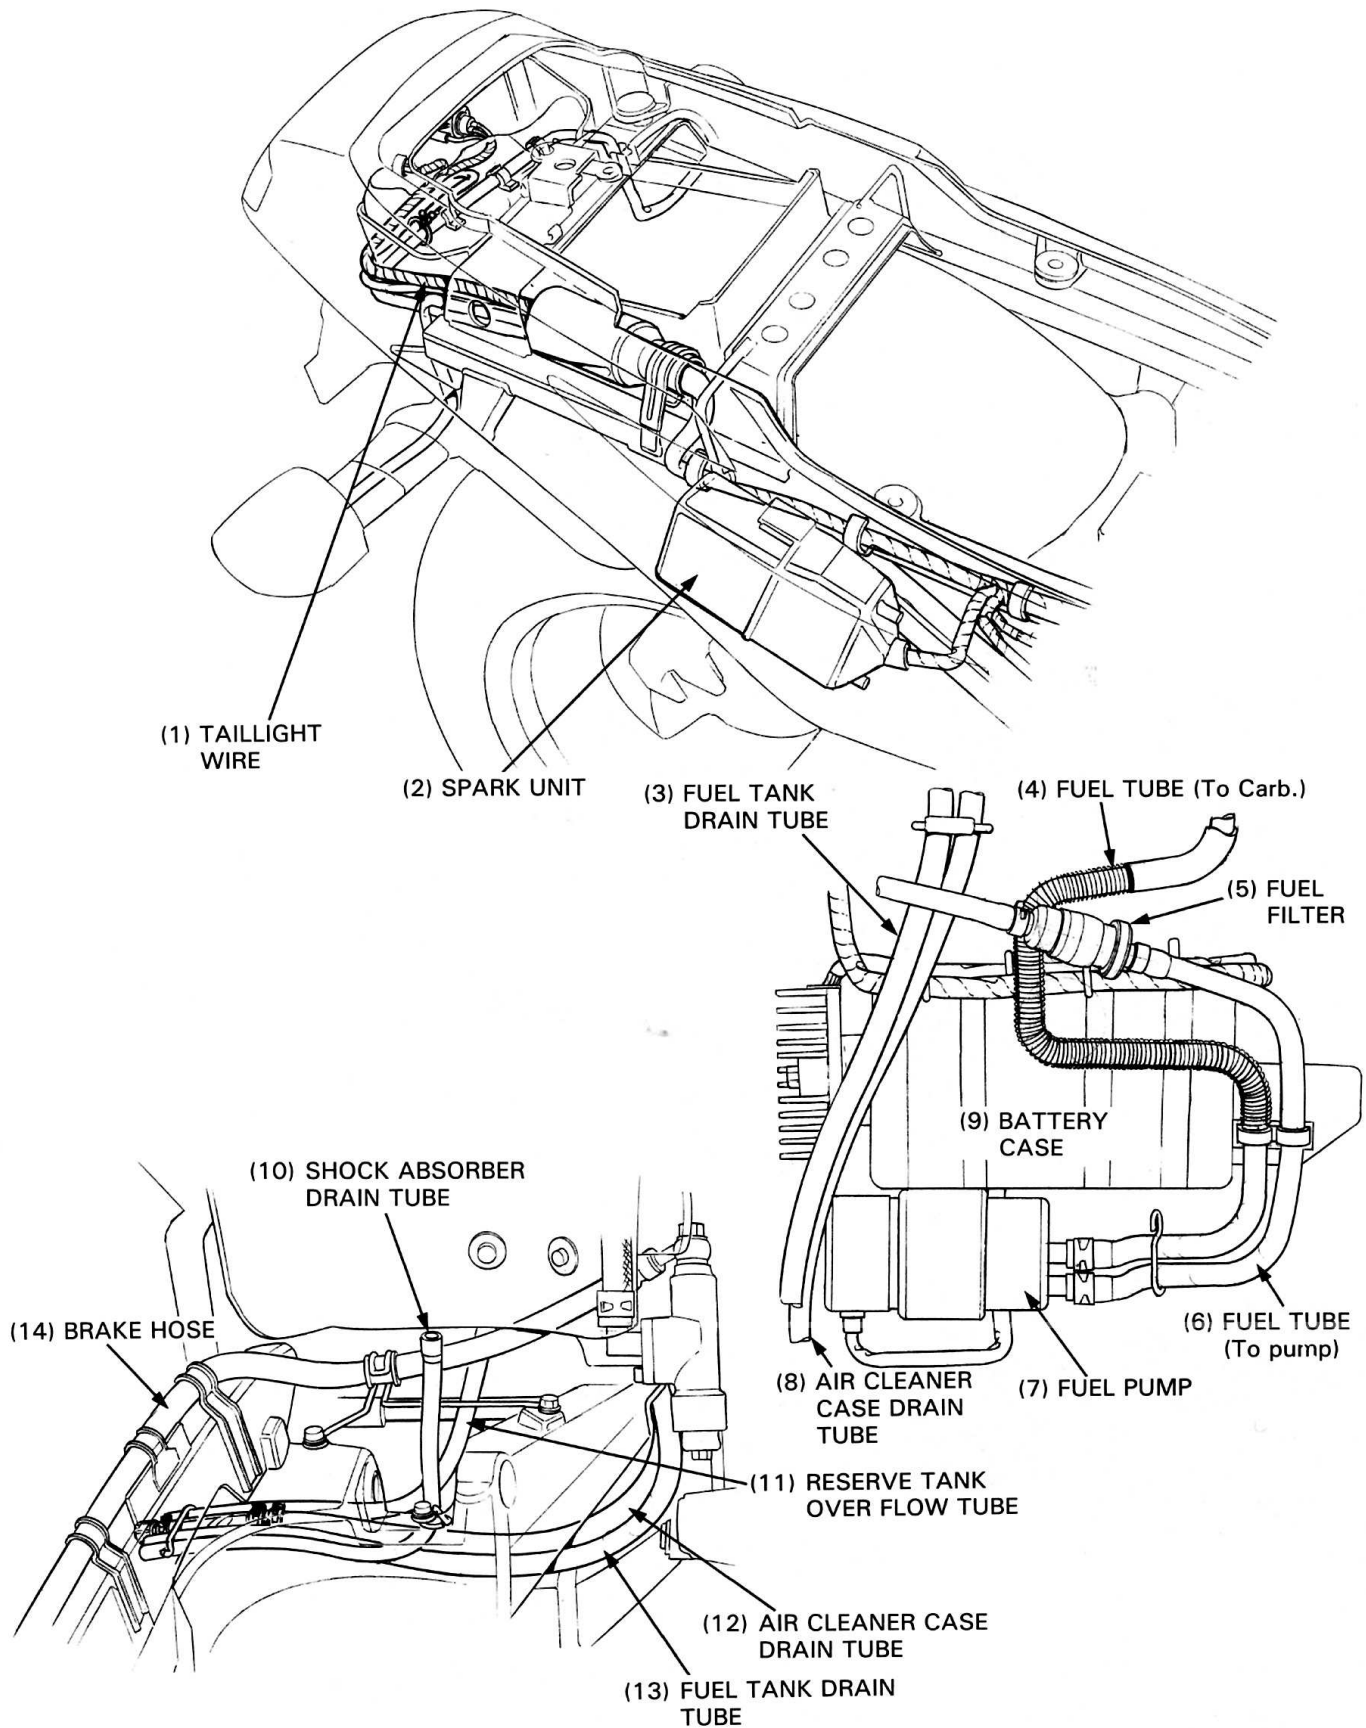 (1) TAILLIGHT
WIRE
(2) SPARK UNIT
(3) FUEL TANK
DRAIN TUBE
(4) FUEL TUBE (To Carb.)
(5) FUEL
FILTER
(9) BATTERY
CASE
(6) FUEL TUBE
(To pump)
(7) FUEL PUMP
(8) AIR CLEANER
CASE DRAIN
TUBE
(10) SHOCK ABSORBER
DRAIN TUBE
(14) BRAKE HOSE
(11) RESERVE TANK
OVER FLOW TUBE
(12) AIR CLEANER CASE
DRAIN TUBE
(13) FUEL TANK DRAIN
TUBE